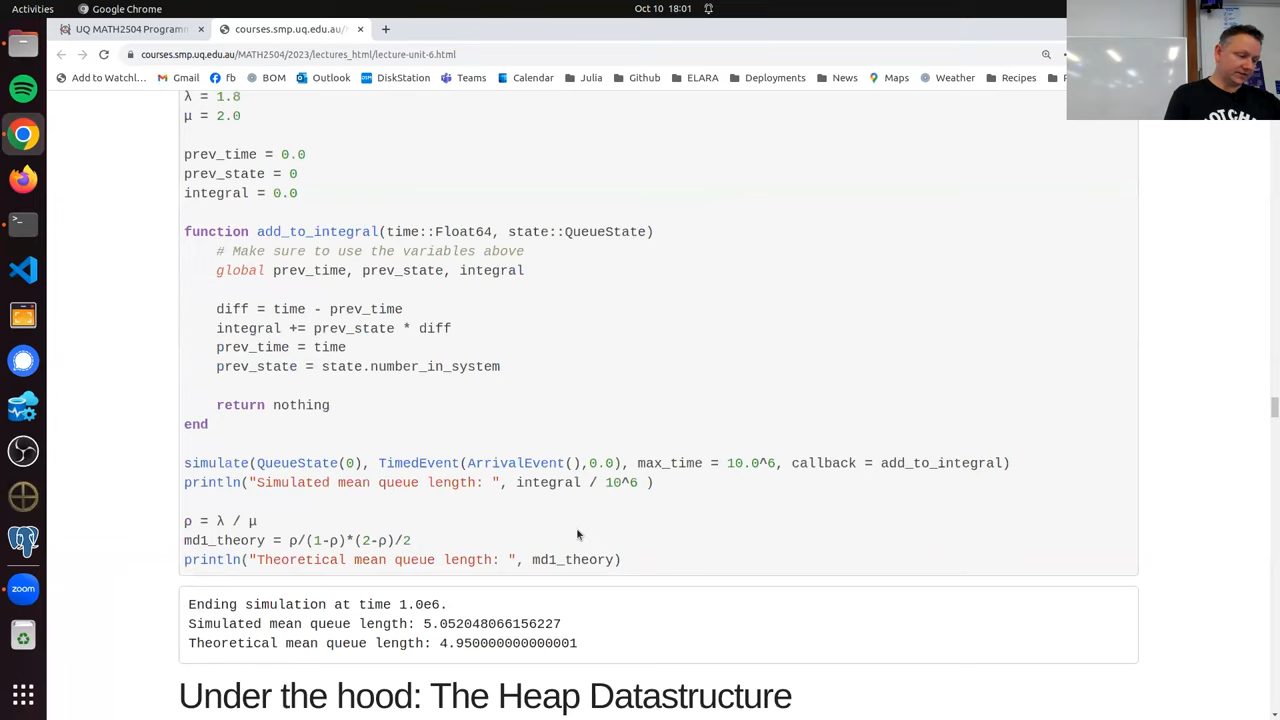 Activities
Google Chrome
Oct 10 18:01
UQ MATH2504 Programm
courses.smp.uq.edu.au/
courses.smp.uq.edu.au/MATH2504/2023/lectures_html/lecture-unit-6.html
Add to Watchl… Gmail fb BOM Outlook DiskStation Teams Calendar Julia Github ELARA Deployments News Maps Weather Recipes
λ = 1.8
μ = 2.0
prev_time = 0.0
prev_state = 0
integral = 0.0
function add_to_integral(time::Float64, state::QueueState)
# Make sure to use the variables above
global prev_time, prev_state, integral
diff = time - prev_time
integral += prev_state * diff
prev_time = time
prev_state = state.number_in_system
return nothing
end
simulate(QueueState(0), TimedEvent(ArrivalEvent(),0.0), max_time = 10.0^6, callback = add_to_integral)
println("Simulated mean queue length: ", integral / 10^6 )
ρ = λ / μ
md1_theory = ρ/(1-ρ)*(2-ρ)/2
println("Theoretical mean queue length: ", md1_theory)
Ending simulation at time 1.0e6.
Simulated mean queue length: 5.052048066156227
Theoretical mean queue length: 4.950000000000001
Under the hood: The Heap Datastructure
zoom